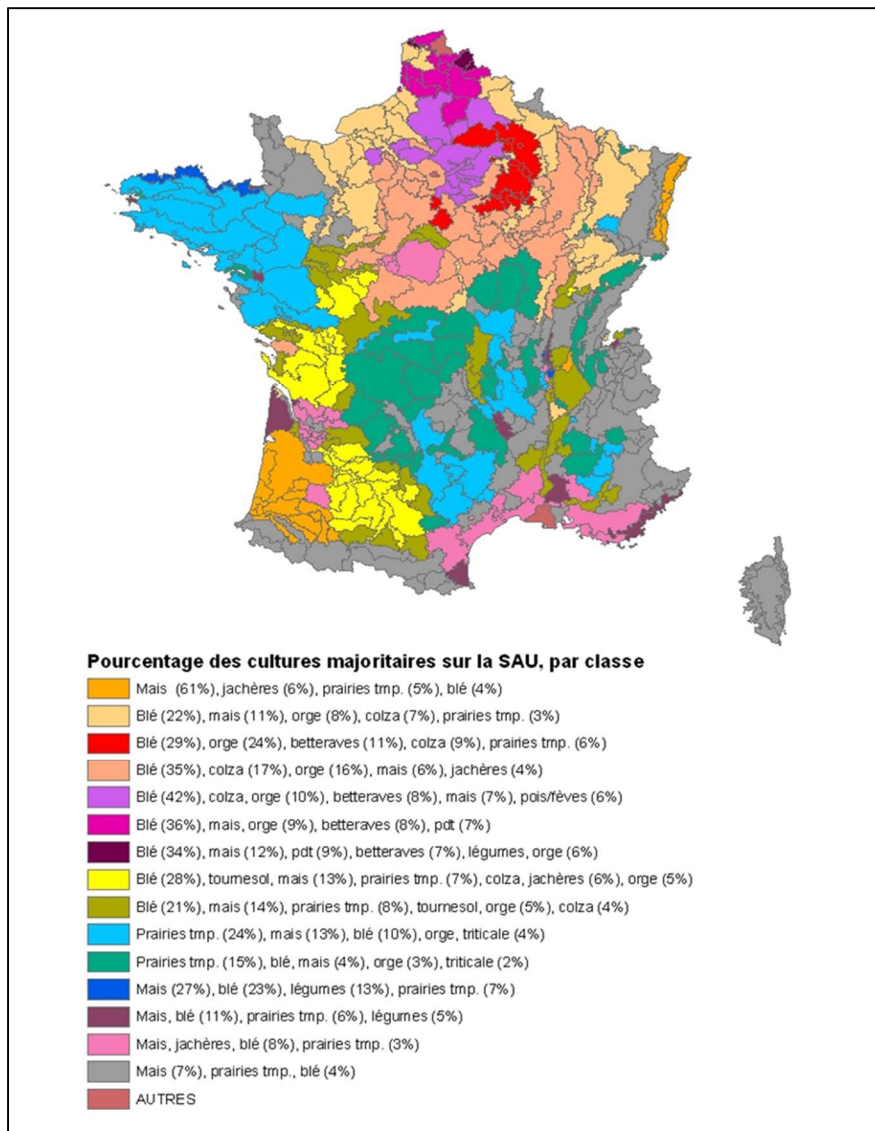 Pourcentage des cultures majoritaires sur la SAU, par classe
Mais (61%), jachères (6%), prairies tmp. (5%), blé (4%)
Blé (22%), mais (11%), orge (8%), colza (7%), prairies tmp. (3%)
Blé (29%), orge (24%), betteraves (11%), colza (9%), prairies tmp. (6%)
Blé (35%), colza (17%), orge (16%), mais (6%), jachères (4%)
Blé (42%), colza, orge (10%), betteraves (8%), mais (7%), pois/fèves (6%)
Blé (36%), mais, orge (9%), betteraves (8%), pdt (7%)
Blé (34%), mais (12%), pdt (9%), betteraves (7%), légumes, orge (6%)
Blé (28%), tournesol, mais (13%), prairies tmp. (7%), colza, jachères (6%), orge (5%)
Blé (21%), mais (14%), prairies tmp. (8%), tournesol, orge (5%), colza (4%)
Prairies tmp. (24%), mais (13%), blé (10%), orge, triticale (4%)
Prairies tmp. (15%), blé, mais (4%), orge (3%), triticale (2%)
Mais (27%), blé (23%), légumes (13%), prairies tmp. (7%)
Mais, blé (11%), prairies tmp. (6%), légumes (5%)
Mais, jachères, blé (8%), prairies tmp. (3%)
Mais (7%), prairies tmp., blé (4%)
AUTRES